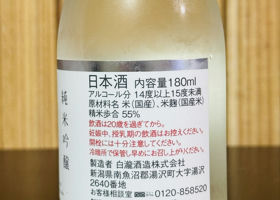 日本酒 内容量180ml
アルコール分 14度以上15度未満
原材料名 米(国産)、米麹(国産米)
精米歩合 55%
飲酒は20歳を過ぎてから。
妊娠中、授乳期の飲酒はお控えください。
開栓には十分注意してください。
冷暗所で保管し早めにお召し上がりください。
製造者 白瀧酒造株式会社
新潟県南魚沼郡湯沢町大字湯沢
2640番地
お客様相談室 0120-858520
純米吟醸